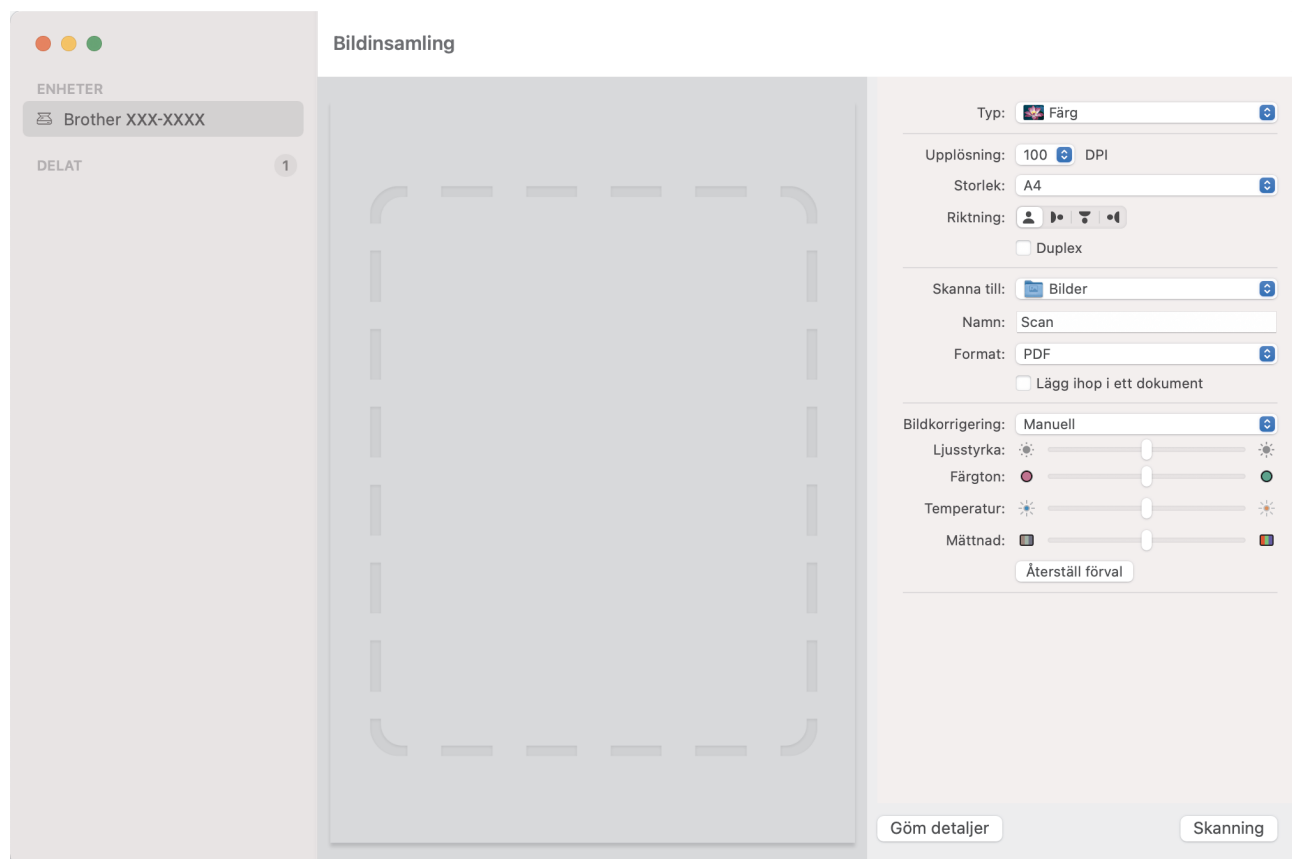 Bildinsamling
ENHETER
Brother XXX-XXXX
DELAT 1
Typ: Färg
Upplösning: 100 DPI
Storlek: A4
Riktning:
Duplex
Skanna till: Bilder
Namn: Scan
Format: PDF
Lägg ihop i ett dokument
Bildkorrigering: Manuell
Ljusstyrka:
Färgton:
Temperatur:
Mättnad:
Återställ förval
Göm detaljer Skanning